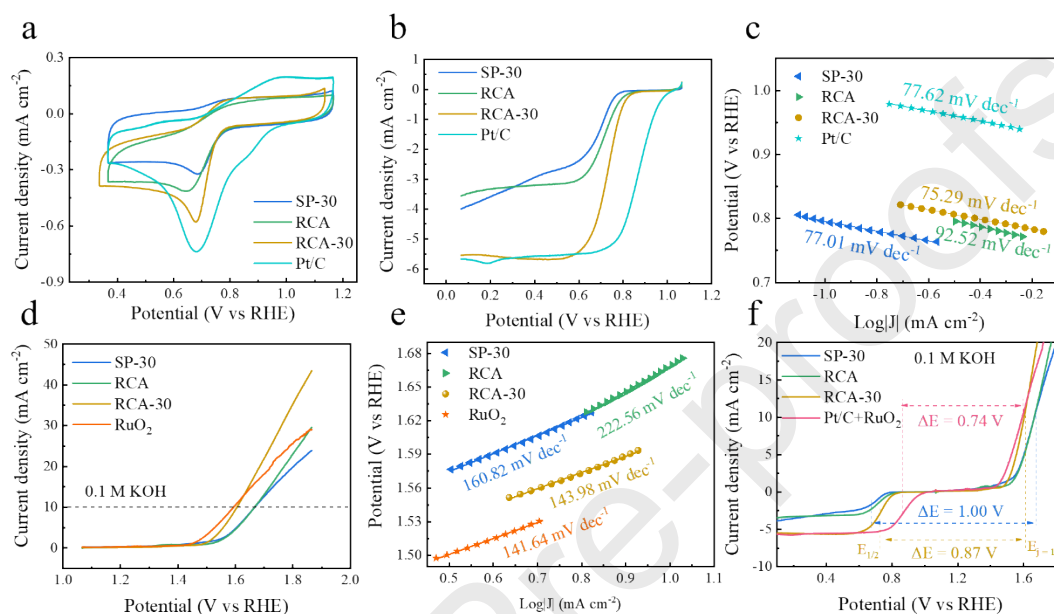 a
0.3
0.0
-0.3
-0.6
-0.9
Current density (mA cm⁻²)
SP-30
RCA
RCA-30
Pt/C
0.4
0.6
0.8
1.0
1.2
Potential (V vs RHE)
b
0
-1
-2
-3
-4
-5
-6
Current density (mA cm⁻²)
SP-30
RCA
RCA-30
Pt/C
0.0
0.3
0.6
0.9
1.2
Potential (V vs RHE)
c
1.0
0.9
0.8
0.7
Potential (V vs RHE)
SP-30
RCA
RCA-30
Pt/C
77.62 mV dec⁻¹
75.29 mV dec⁻¹
92.52 mV dec⁻¹
77.01 mV dec⁻¹
-1.1
-0.8
-0.5
-0.2
Log|J| (mA cm⁻²)
d
50
40
30
20
10
0
Current density (mA cm⁻²)
SP-30
RCA
RCA-30
RuO₂
0.1 M KOH
1.0
1.2
1.4
1.6
1.8
2.0
Potential (V vs RHE)
e
1.68
1.65
1.62
1.59
1.56
1.53
1.50
Potential (V vs RHE)
SP-30
RCA
RCA-30
RuO₂
160.82 mV dec⁻¹
222.56 mV dec⁻¹
143.98 mV dec⁻¹
141.64 mV dec⁻¹
0.5
0.6
0.7
0.8
0.9
1.0
1.1
Log|J| (mA cm⁻²)
f
20
15
10
5
0
-5
-10
Current density (mA cm⁻²)
SP-30
RCA
RCA-30
Pt/C+RuO₂
0.1 M KOH
ΔE = 0.74 V
ΔE = 1.00 V
E₁/₂
ΔE = 0.87 V
0.4
0.8
1.2
1.6
Potential (V vs RHE)
Pre-proofs